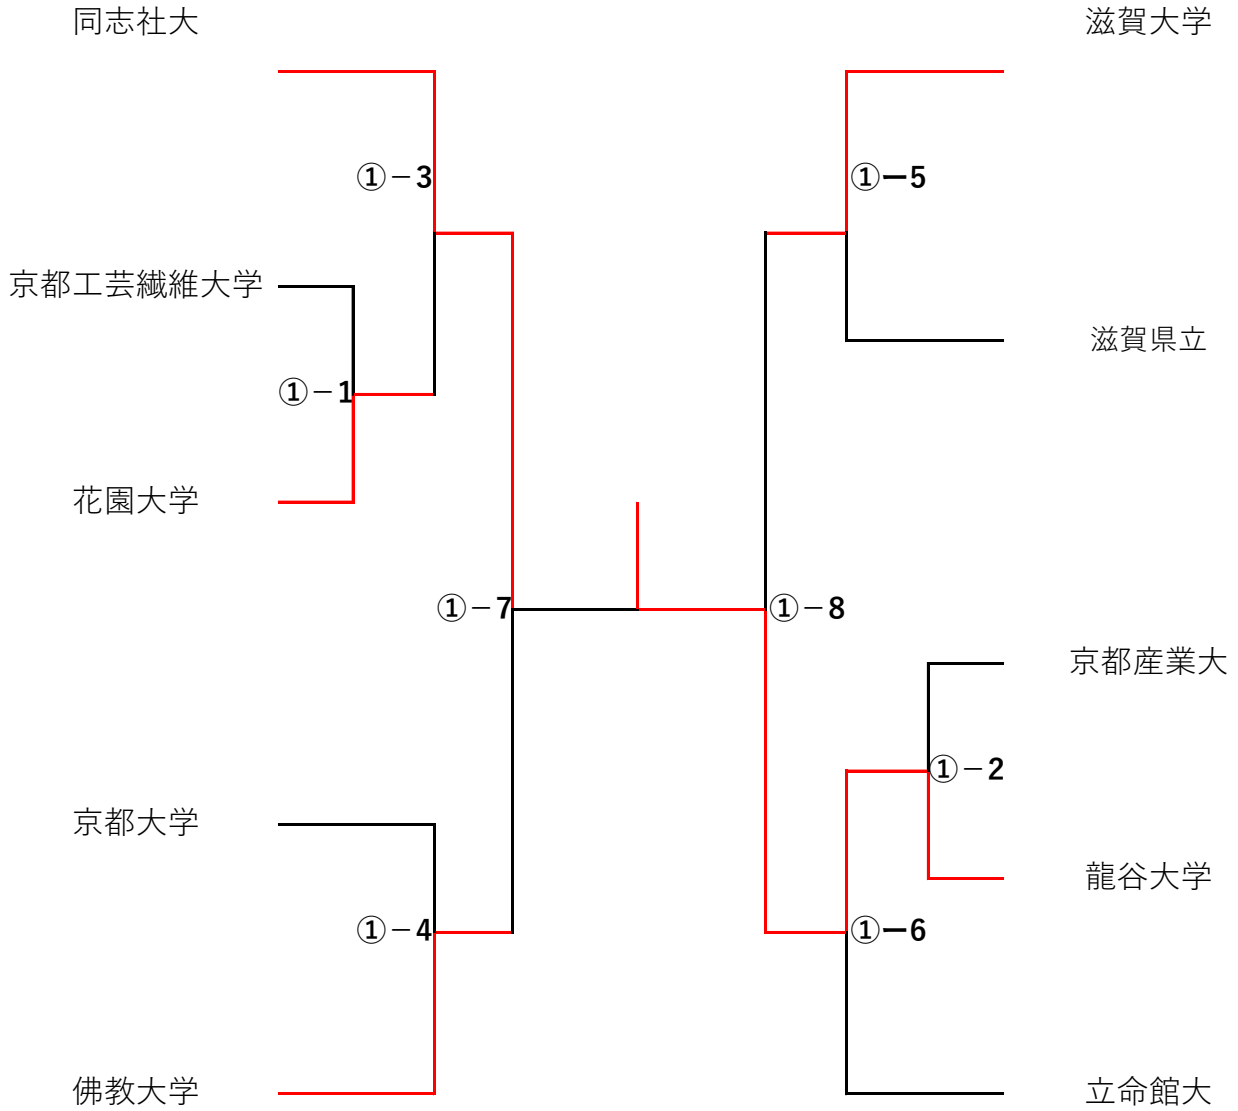 同志社大
滋賀大学
①－3
①ー5
京都工芸繊維大学
滋賀県立
①－1
花園大学
①－7
①－8
京都産業大
①－2
京都大学
龍谷大学
①－4
①ー6
佛教大学
立命館大